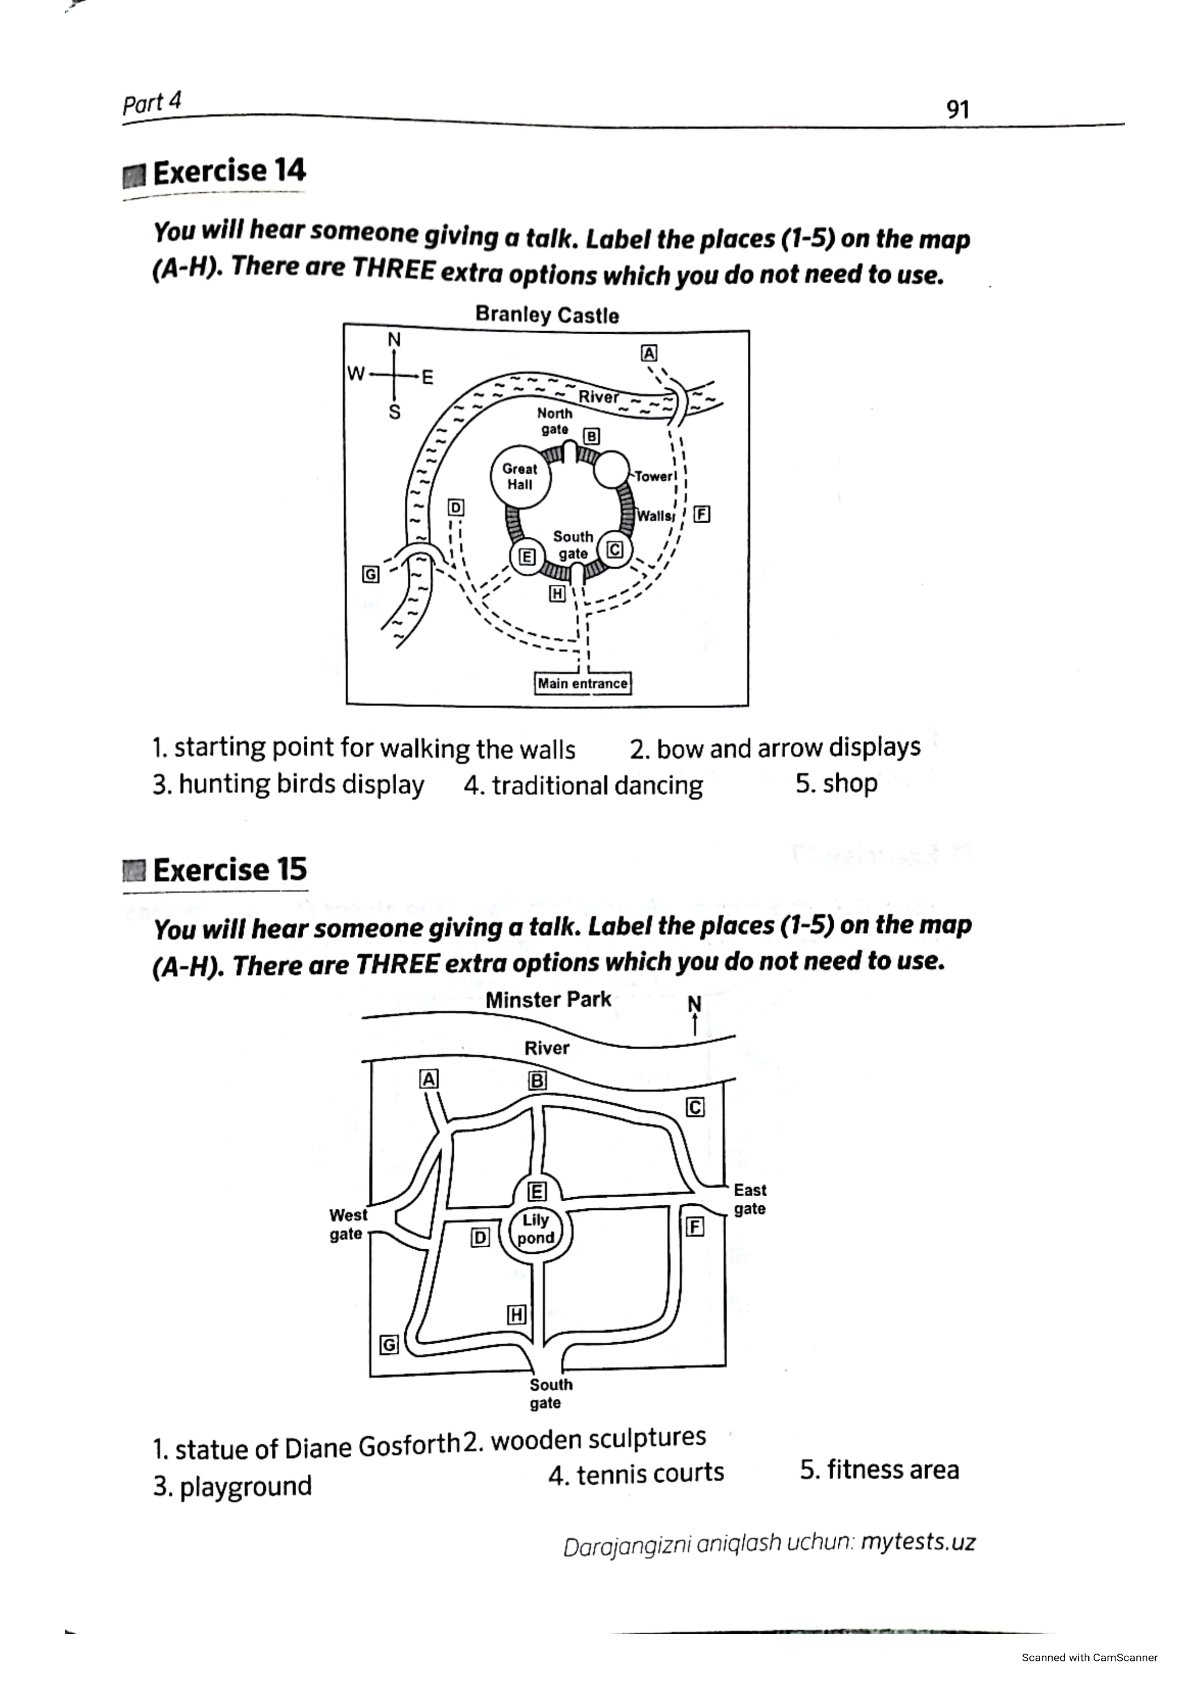 Part 4
91
Exercise 14
You will hear someone giving a talk. Label the places (1-5) on the map
(A-H). There are THREE extra options which you do not need to use.
Branley Castle
N
W E
S
A
River
North
gate
B
Great
Hall
Tower
D
Walls
F
South
gate
E
C
G
H
Main entrance
1. starting point for walking the walls 2. bow and arrow displays
3. hunting birds display 4. traditional dancing 5. shop
Exercise 15
You will hear someone giving a talk. Label the places (1-5) on the map
(A-H). There are THREE extra options which you do not need to use.
Minster Park
N
River
A
B
C
E
East
gate
West
gate
Lily
pond
D
F
H
G
South
gate
1. statue of Diane Gosforth 2. wooden sculptures
3. playground 4. tennis courts 5. fitness area
Darajangizni aniqlash uchun: mytests.uz
Scanned with CamScanner